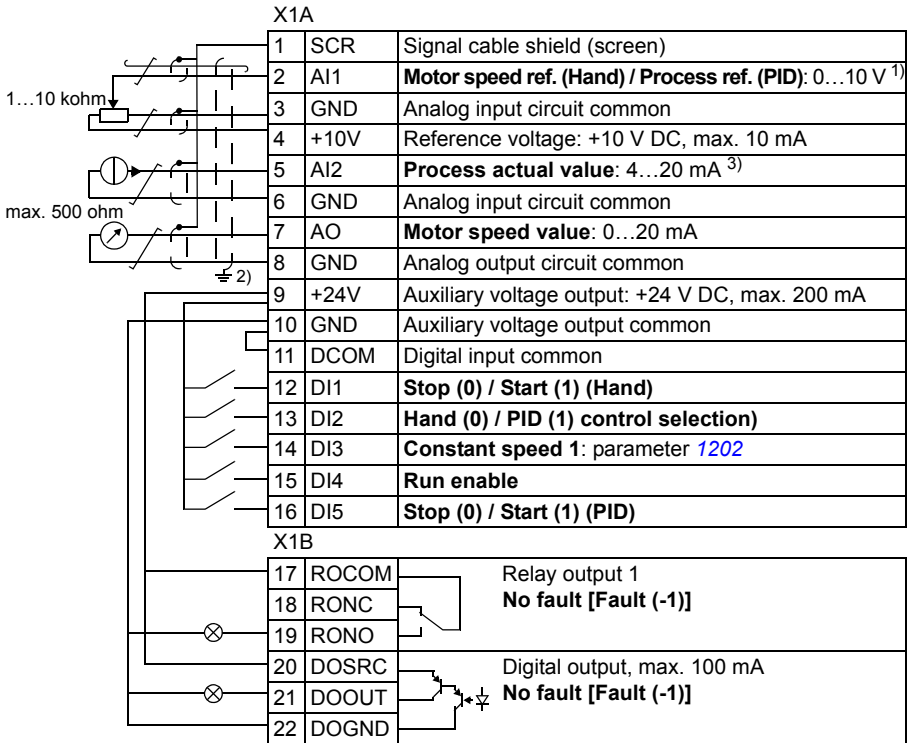 X1A
1 SCR Signal cable shield (screen)
2 AI1 Motor speed ref. (Hand) / Process ref. (PID): 0…10 V 1)
1…10 kohm
3 GND Analog input circuit common
4 +10V Reference voltage: +10 V DC, max. 10 mA
5 AI2 Process actual value: 4…20 mA 3)
6 GND Analog input circuit common
max. 500 ohm
7 AO Motor speed value: 0…20 mA
8 GND Analog output circuit common
2)
9 +24V Auxiliary voltage output: +24 V DC, max. 200 mA
10 GND Auxiliary voltage output common
11 DCOM Digital input common
12 DI1 Stop (0) / Start (1) (Hand)
13 DI2 Hand (0) / PID (1) control selection)
14 DI3 Constant speed 1: parameter 1202
15 DI4 Run enable
16 DI5 Stop (0) / Start (1) (PID)
X1B
17 ROCOM Relay output 1
18 RONC No fault [Fault (-1)]
19 RONO
20 DOSRC Digital output, max. 100 mA
21 DOOUT No fault [Fault (-1)]
22 DOGND